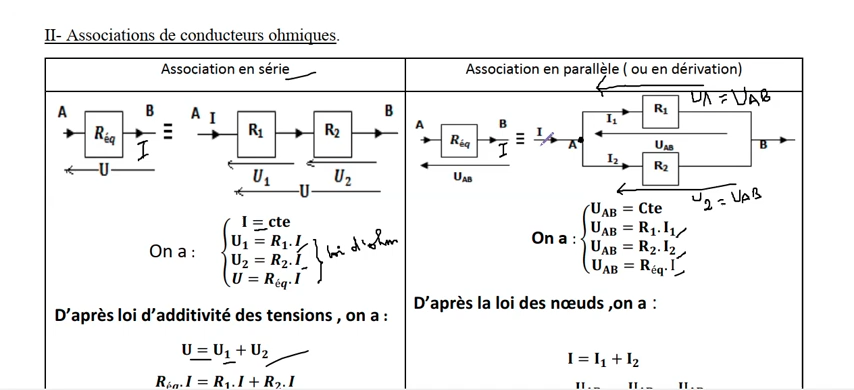 II- Associations de conducteurs ohmiques.
Association en série
A B
Réq
I
U
≡
A I B
R₁ R₂
U₁ U₂
U
On a :
I = cte
U₁ = R₁.I
U₂ = R₂.I
U = Réq.I
loi d'ohm
D'après loi d'additivité des tensions , on a :
U = U₁ + U₂
Réq.I = R₁.I + R₂.I
Association en parallèle ( ou en dérivation)
U1 = UAB
A B
Réq
I
UAB
≡
I
A
I₁ R₁
UAB
B
I₂ R₂
U2 = UAB
On a :
UAB = Cte
UAB = R₁.I₁
UAB = R₂.I₂
UAB = Réq.I
D'après la loi des nœuds ,on a :
I = I₁ + I₂